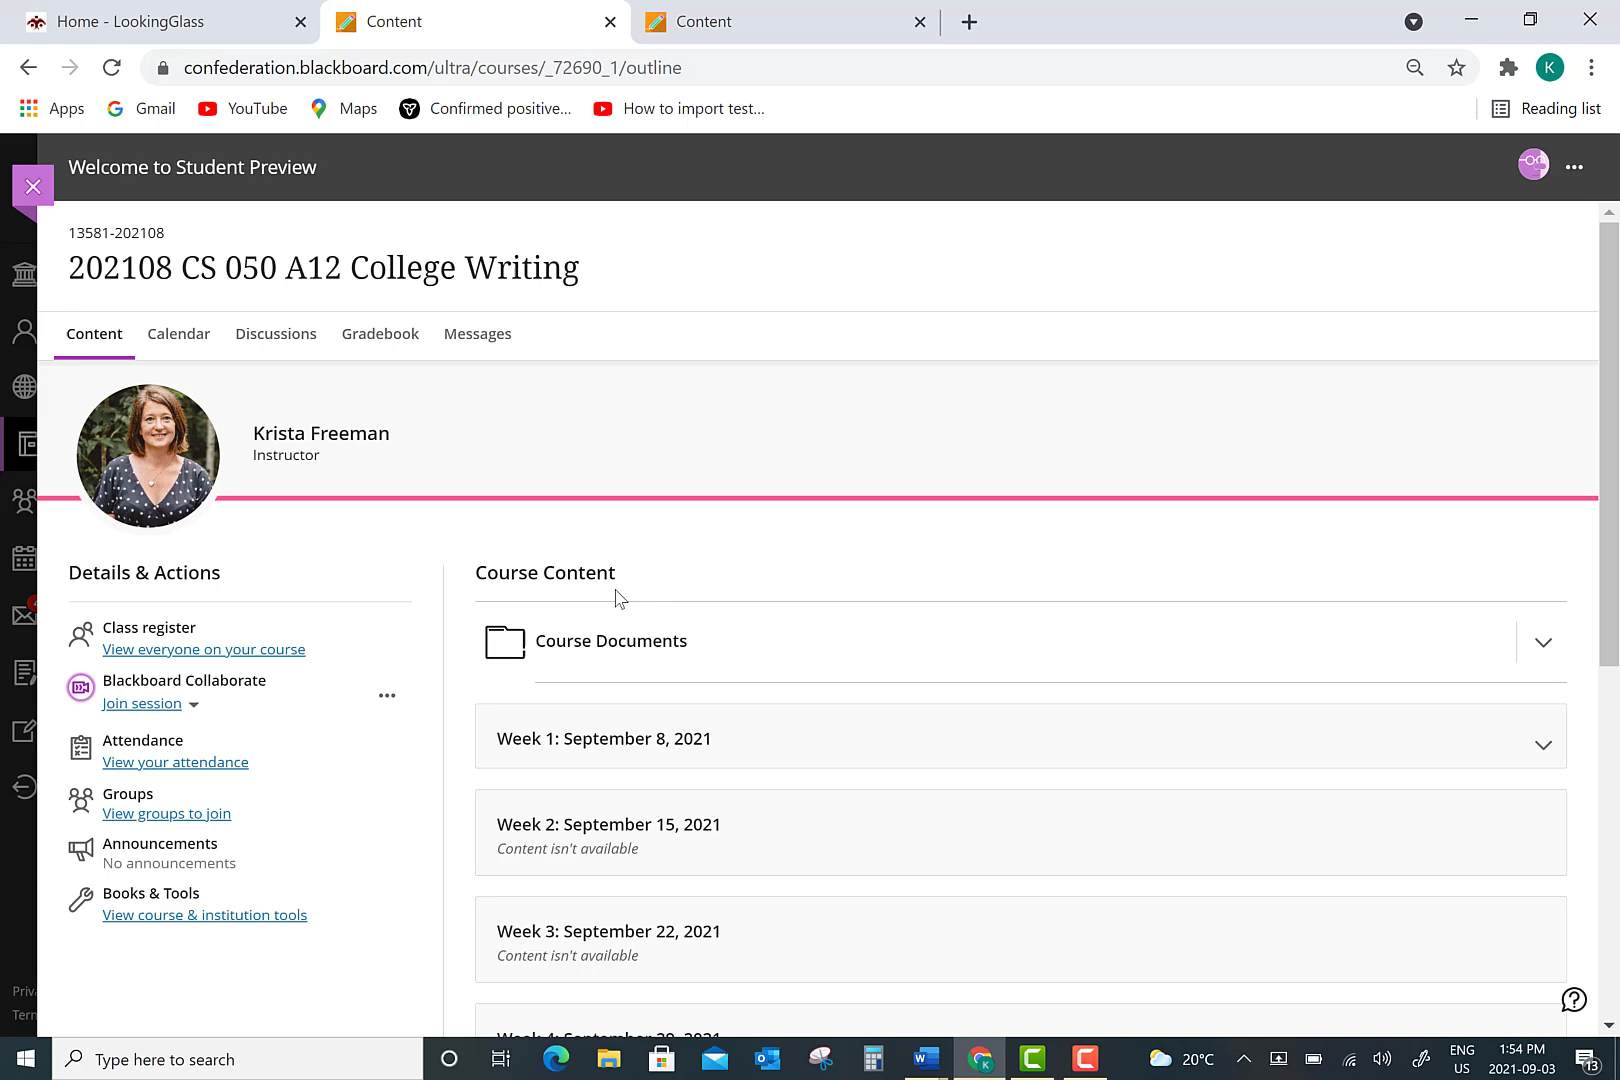 Home - LookingGlass
Content
Content
confederation.blackboard.com/ultra/courses/_72690_1/outline
K
Apps
Gmail
YouTube
Maps
Confirmed positive...
How to import test...
Reading list
Welcome to Student Preview
13581-202108
202108 CS 050 A12 College Writing
Content
Calendar
Discussions
Gradebook
Messages
Krista Freeman
Instructor
Details & Actions
Class register
View everyone on your course
Blackboard Collaborate
Join session
Attendance
View your attendance
Groups
View groups to join
Announcements
No announcements
Books & Tools
View course & institution tools
Course Content
Course Documents
Week 1: September 8, 2021
Week 2: September 15, 2021
Content isn't available
Week 3: September 22, 2021
Content isn't available
Priva
Term
Type here to search
20°C
ENG
US
1:54 PM
2021-09-03
13